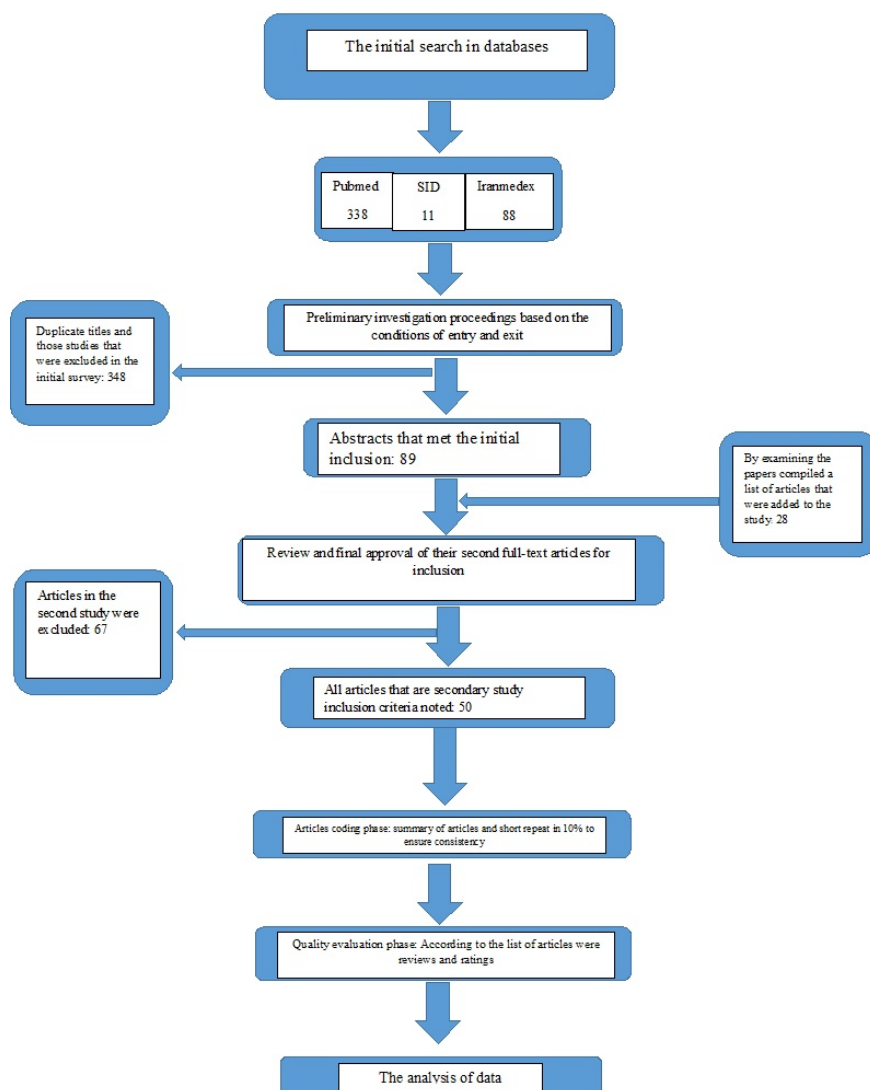 The initial search in databases
Pubmed
338
SID
11
Iranmedex
88
Preliminary investigation proceedings based on the
conditions of entry and exit
Duplicate titles and
those studies that
were excluded in the
initial survey: 348
Abstracts that met the initial
inclusion: 89
By examining the
papers compiled a
list of articles that
were added to the
study: 28
Review and final approval of their second full-text articles for
inclusion
Articles in the
second study were
excluded: 67
All articles that are secondary study
inclusion criteria noted: 50
Articles coding phase: summary of articles and short repeat in 10% to
ensure consistency
Quality evaluation phase: According to the list of articles were
reviews and ratings
The analysis of data